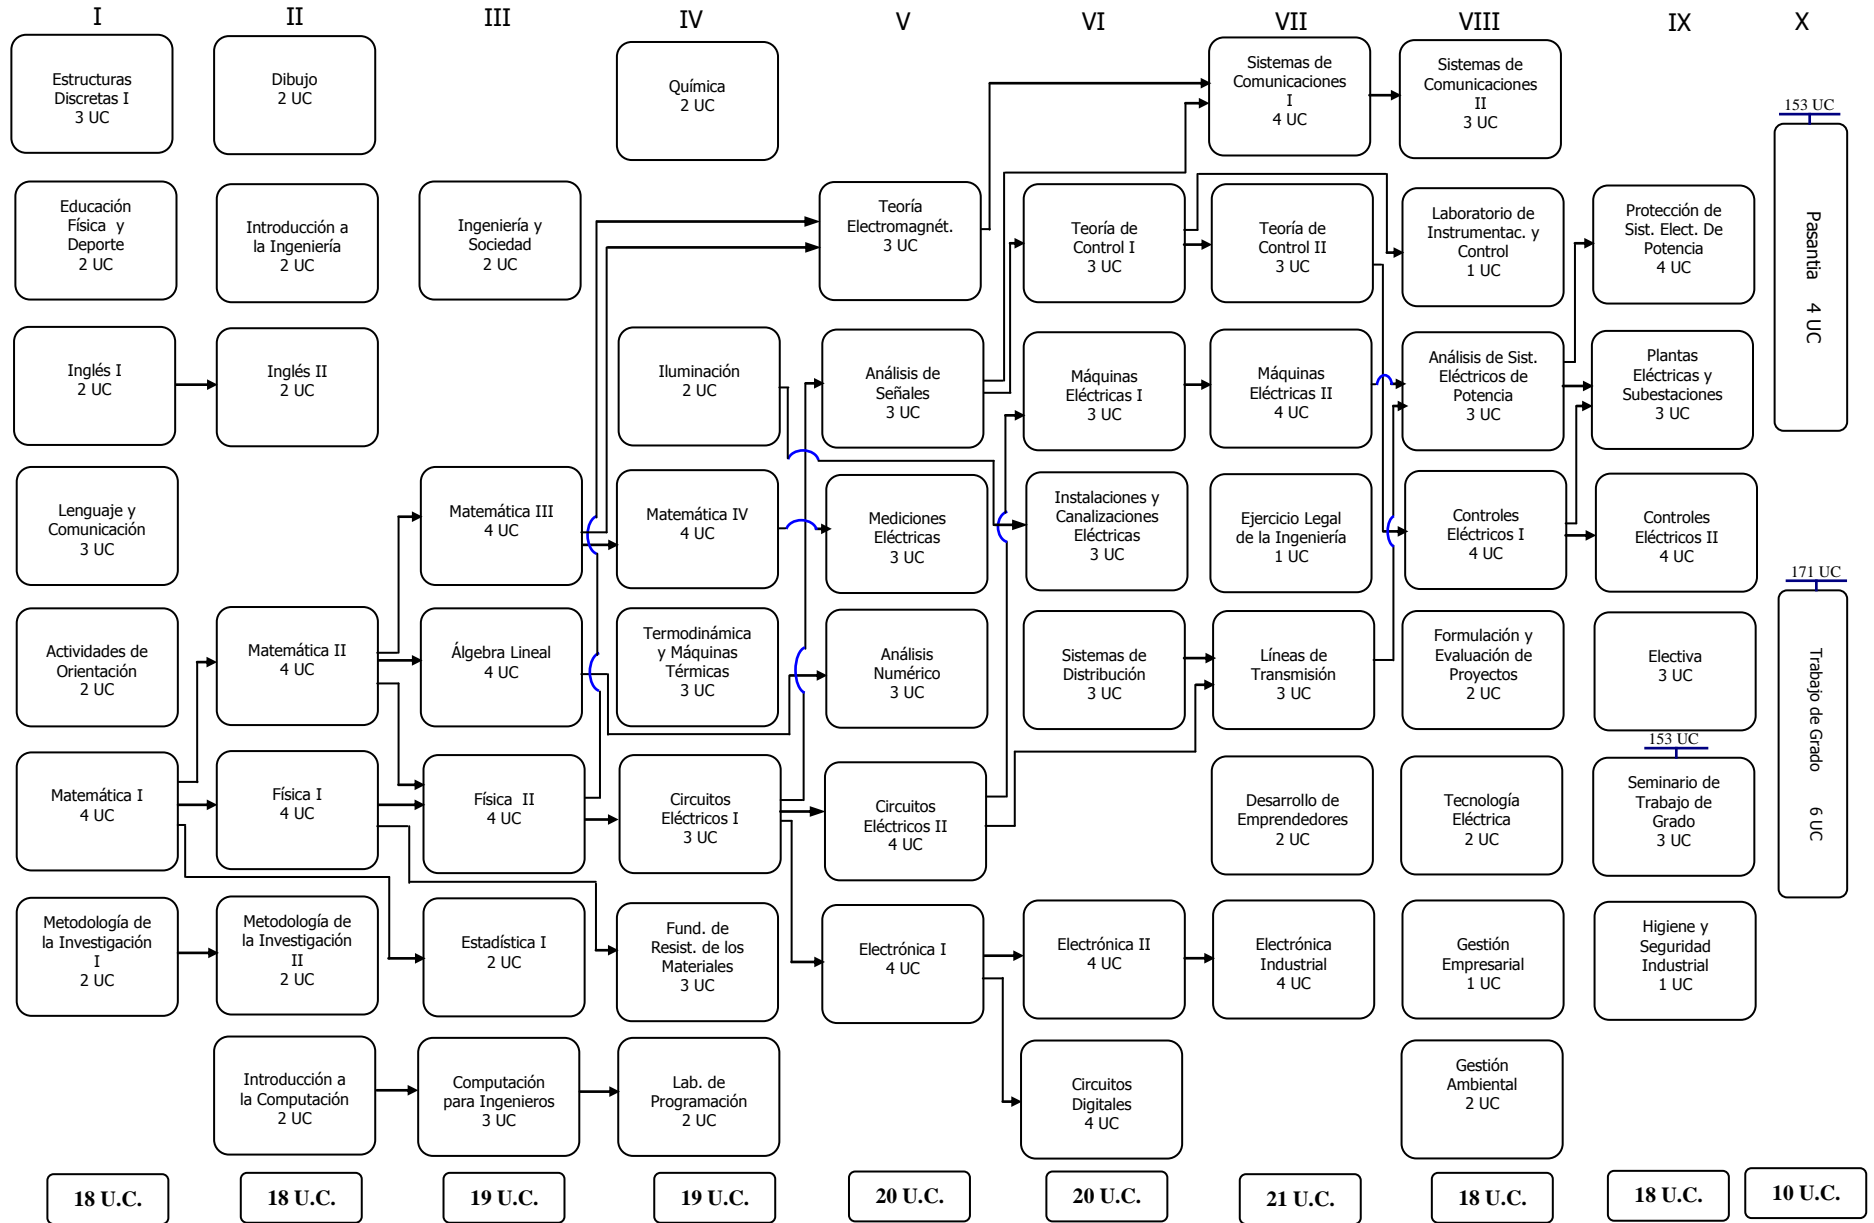 I
II
III
IV
V
VI
VII
VIII
IX
X
Estructuras
Discretas I
3 UC
Dibujo
2 UC
Química
2 UC
Sistemas de
Comunicaciones
I
4 UC
Sistemas de
Comunicaciones
II
3 UC
153 UC
Pasantia 4 UC
Educación
Física y
Deporte
2 UC
Introducción a
la Ingeniería
2 UC
Ingeniería y
Sociedad
2 UC
Teoría
Electromagnét.
3 UC
Teoría de
Control I
3 UC
Teoría de
Control II
3 UC
Laboratorio de
Instrumentac. y
Control
1 UC
Protección de
Sist. Elect. De
Potencia
4 UC
Inglés I
2 UC
Inglés II
2 UC
Iluminación
2 UC
Análisis de
Señales
3 UC
Máquinas
Eléctricas I
3 UC
Máquinas
Eléctricas II
4 UC
Análisis de Sist.
Eléctricos de
Potencia
3 UC
Plantas
Eléctricas y
Subestaciones
3 UC
Lenguaje y
Comunicación
3 UC
Matemática III
4 UC
Matemática IV
4 UC
Mediciones
Eléctricas
3 UC
Instalaciones y
Canalizaciones
Eléctricas
3 UC
Ejercicio Legal
de la Ingeniería
1 UC
Controles
Eléctricos I
4 UC
Controles
Eléctricos II
4 UC
171 UC
Trabajo de Grado 6 UC
Actividades de
Orientación
2 UC
Matemática II
4 UC
Álgebra Lineal
4 UC
Termodinámica
y Máquinas
Térmicas
3 UC
Análisis
Numérico
3 UC
Sistemas de
Distribución
3 UC
Líneas de
Transmisión
3 UC
Formulación y
Evaluación de
Proyectos
2 UC
Electiva
3 UC
Matemática I
4 UC
Física I
4 UC
Física II
4 UC
Circuitos
Eléctricos I
3 UC
Circuitos
Eléctricos II
4 UC
Desarrollo de
Emprendedores
2 UC
Tecnología
Eléctrica
2 UC
153 UC
Seminario de
Trabajo de
Grado
3 UC
Metodología de
la Investigación
I
2 UC
Metodología de
la Investigación
II
2 UC
Estadística I
2 UC
Fund. de
Resist. de los
Materiales
3 UC
Electrónica I
4 UC
Electrónica II
4 UC
Electrónica
Industrial
4 UC
Gestión
Empresarial
1 UC
Higiene y
Seguridad
Industrial
1 UC
Introducción a
la Computación
2 UC
Computación
para Ingenieros
3 UC
Lab. de
Programación
2 UC
Circuitos
Digitales
4 UC
Gestión
Ambiental
2 UC
18 U.C.
18 U.C.
19 U.C.
19 U.C.
20 U.C.
20 U.C.
21 U.C.
18 U.C.
18 U.C.
10 U.C.